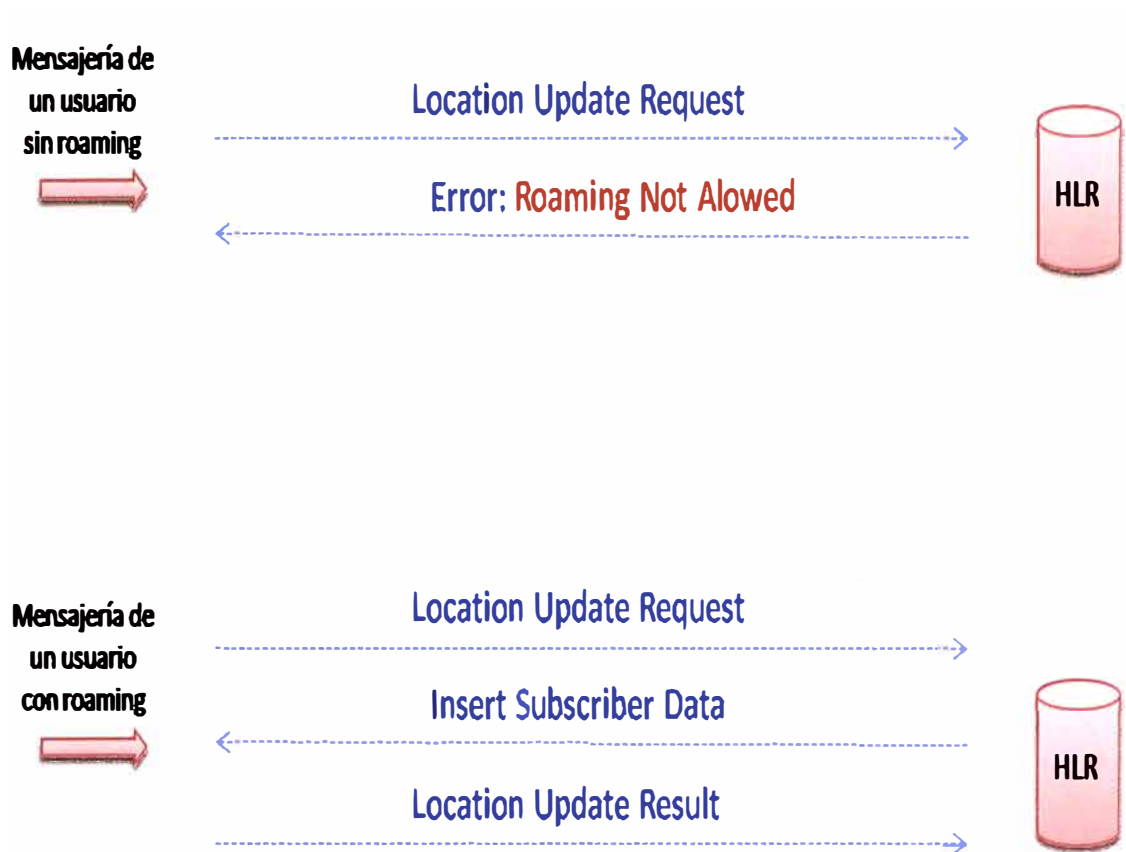 Mensajería de
un usuario
sin roaming
Location Update Request
Error: Roaming Not Alowed
HLR
Mensajería de
un usuario
con roaming
Location Update Request
Insert Subscriber Data
Location Update Result
HLR